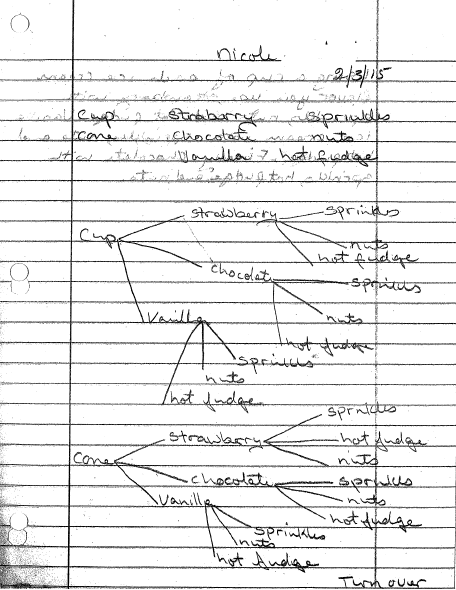 Nicole
2/3/15
Cup Straberry Sprinkles
Cone Chocolate nuts
Vanilla hot fudge
strawberry sprinkles
Cup nuts
hot fudge
chocolate sprinkles
nuts
Vanilla hot fudge
sprinkles
nuts
hot fudge
sprinkles
strawberry hot fudge
Cone nuts
chocolate sprinkles
Vanilla nuts
hot fudge
sprinkles
nuts
hot fudge
Turn over